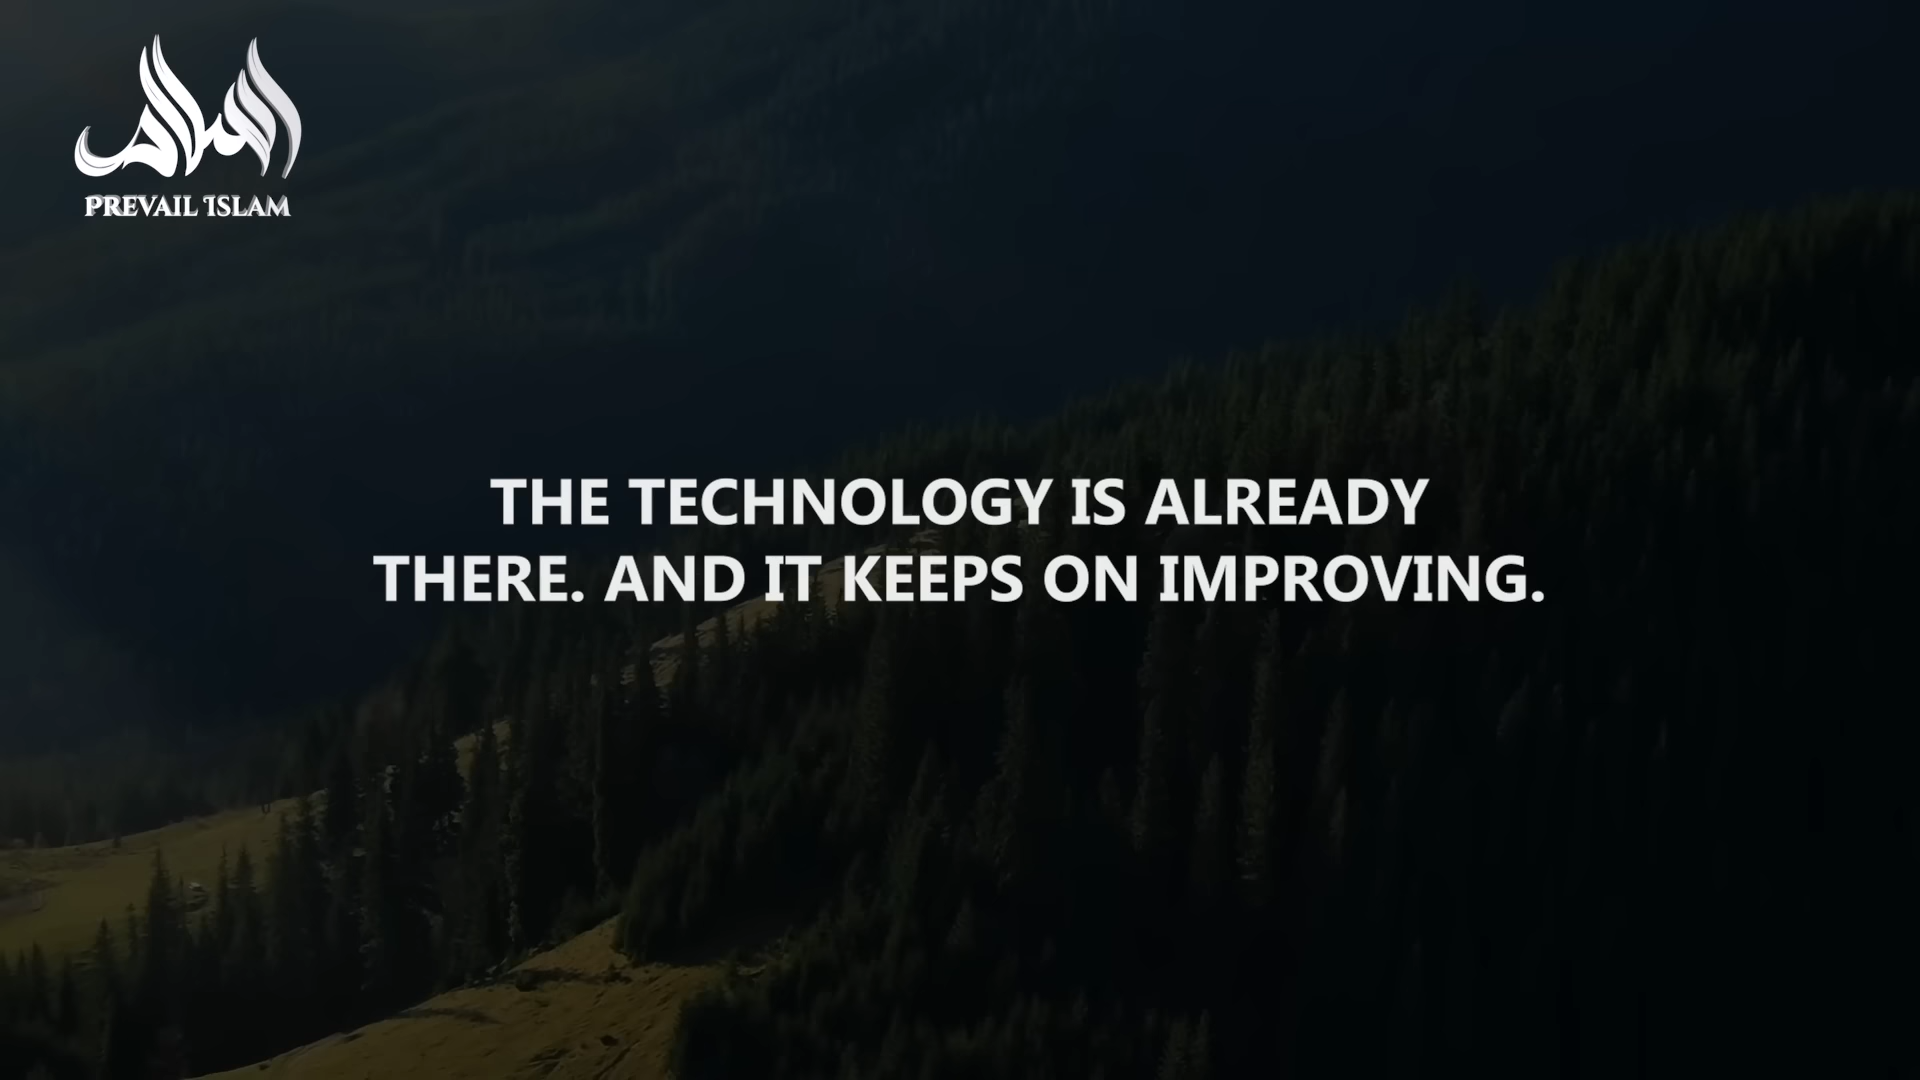 PREVAIL ISLAM
THE TECHNOLOGY IS ALREADY
THERE. AND IT KEEPS ON IMPROVING.